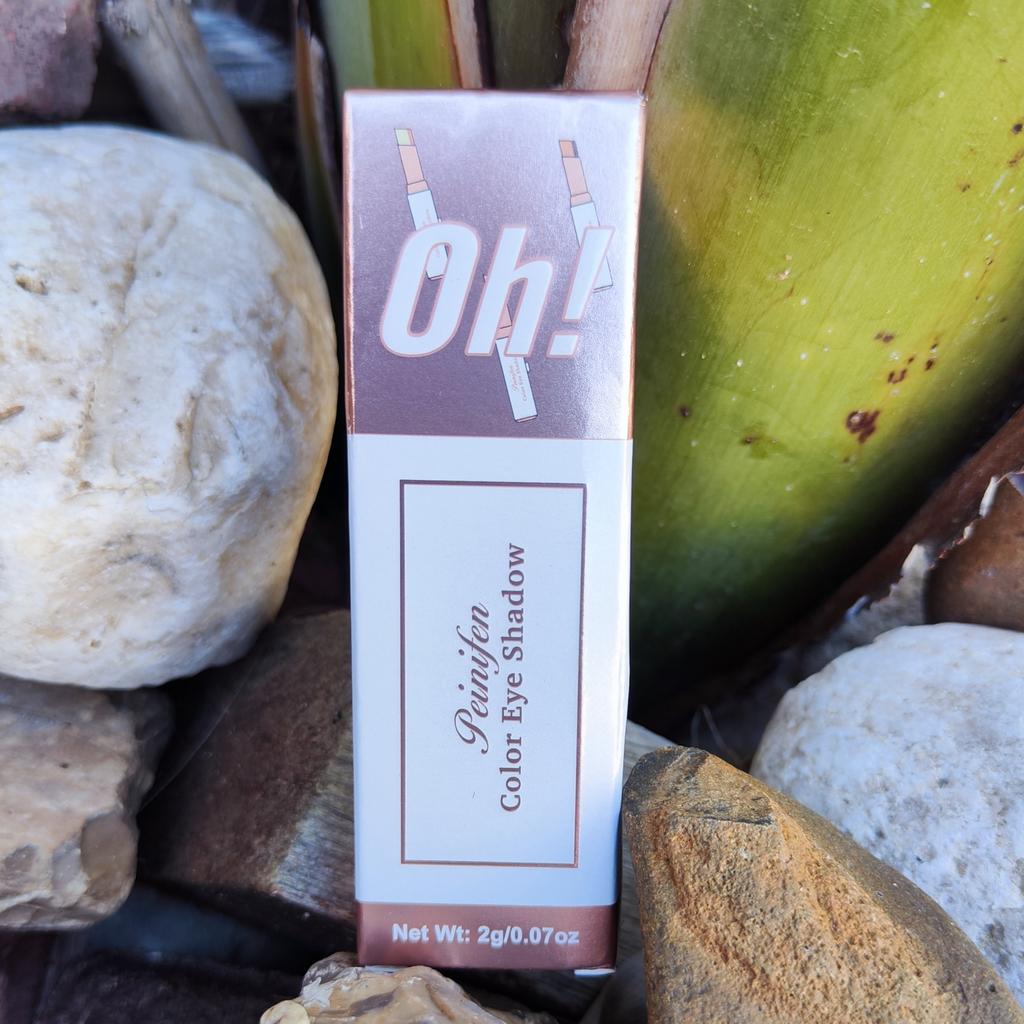 Oh!
Peinifen
Color Eye Shadow
Net Wt: 2g/0.07oz